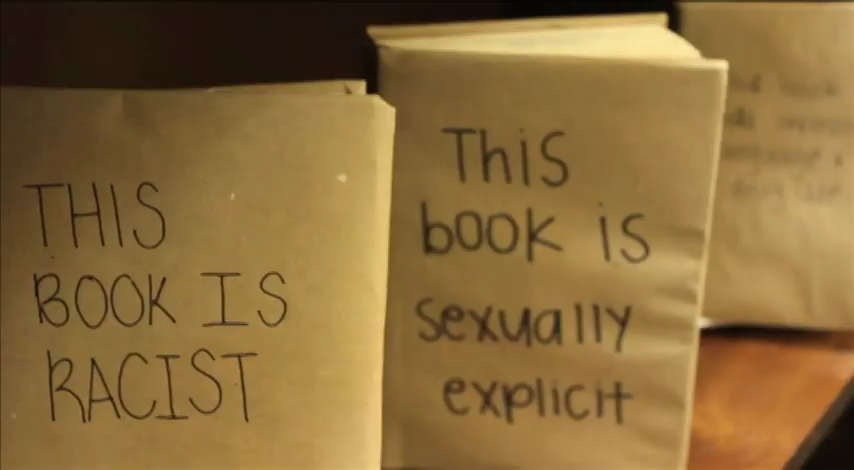 THIS
BOOK IS
RACIST
This
book is
sexually
explicit